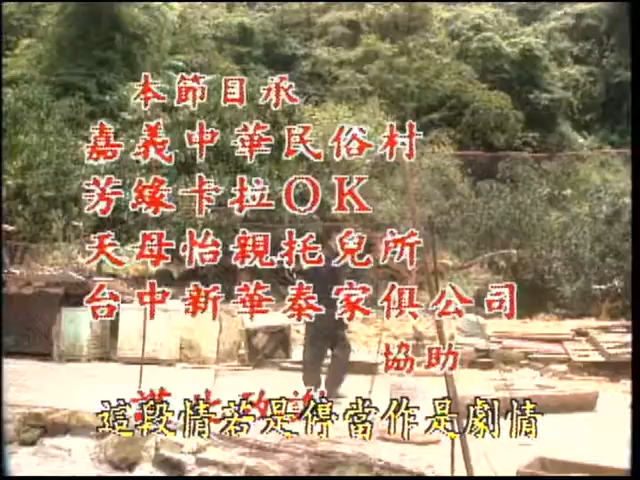 本節目承
嘉義中華民俗村
芳緣卡拉OK
天母怡親托兒所
台中新華泰家俱公司
協助
這段情若是停當作是劇情